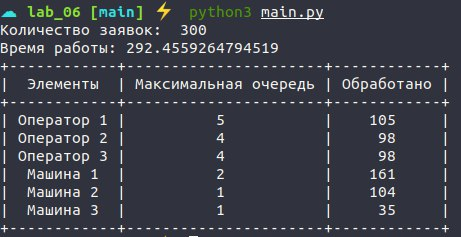 lab_06 [main] ⚡ python3 main.py
Количество заявок:  300
Время работы: 292.4559264794519
+------------+----------------------+------------+
|  Элементы  | Максимальная очередь | Обработано |
+------------+----------------------+------------+
| Оператор 1 |          5           |    105     |
| Оператор 2 |          4           |     98     |
| Оператор 3 |          4           |     98     |
|  Машина 1  |          2           |    161     |
|  Машина 2  |          1           |    104     |
|  Машина 3  |          1           |     35     |
+------------+----------------------+------------+